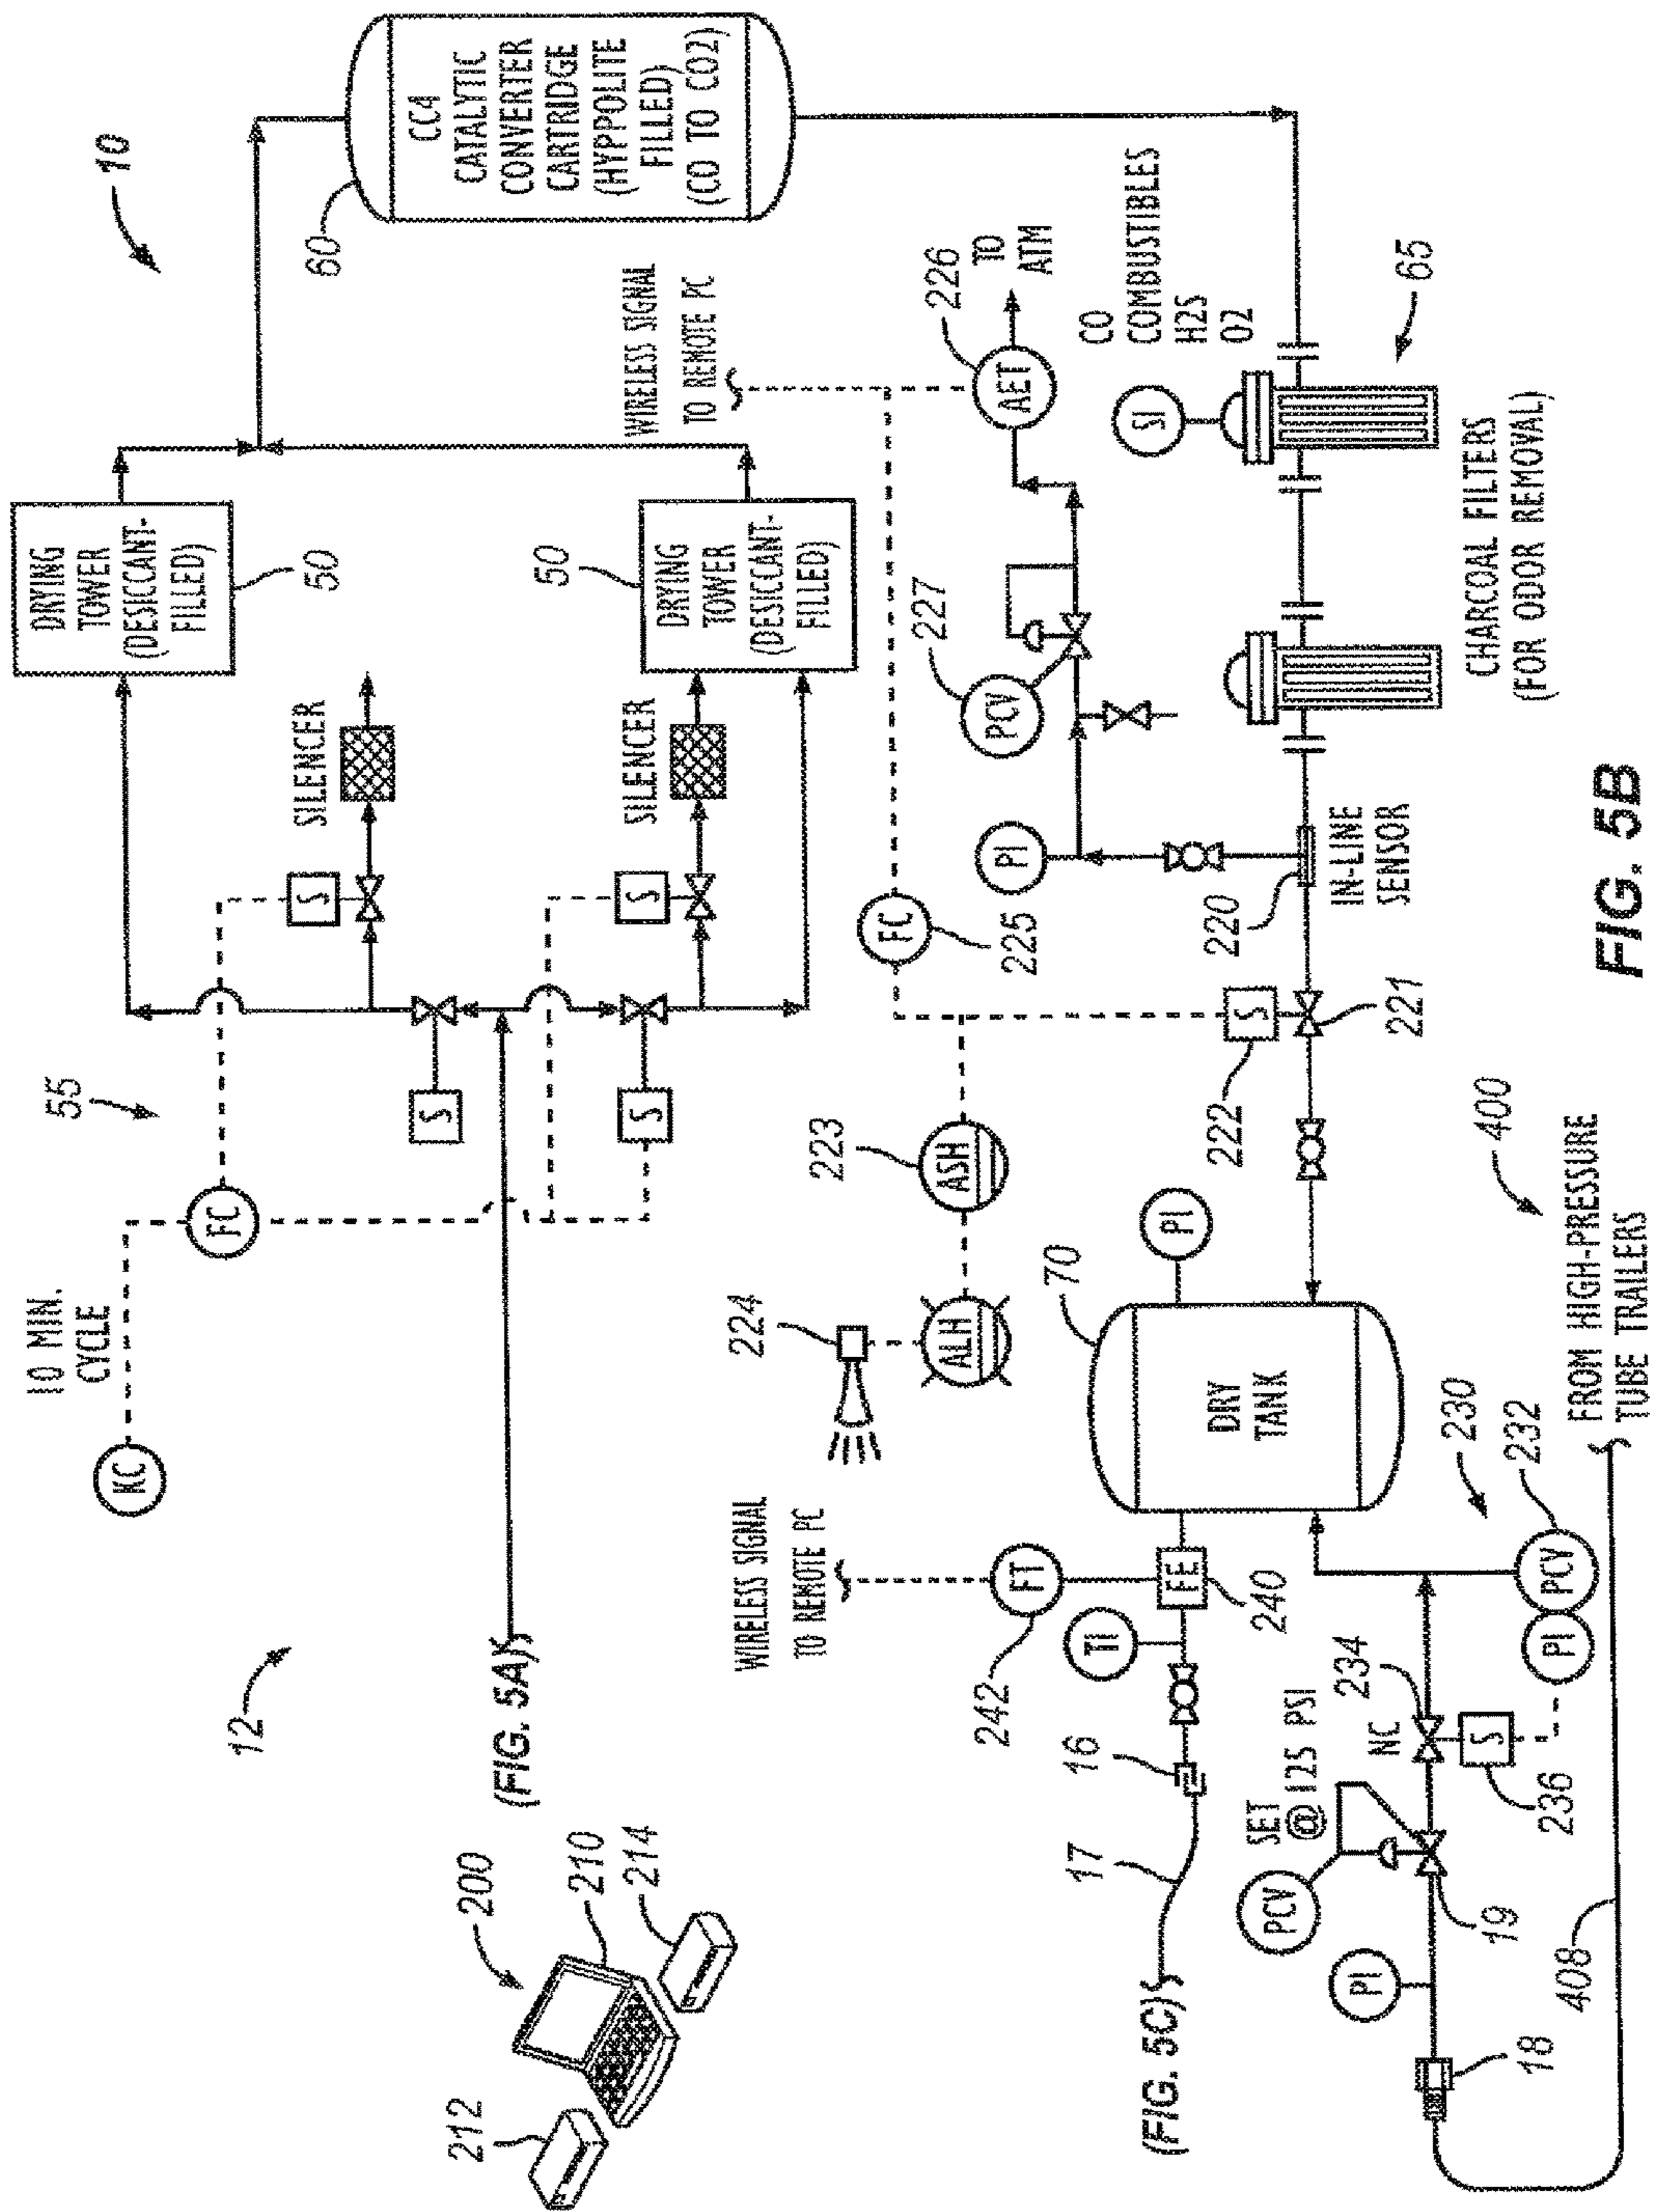 10
12
10 MIN.
CYCLE
KC
FC
55
S
S
S
S
SILENCER
SILENCER
DRYING
TOWER
(DESICCANT-
FILLED)
50
DRYING
TOWER
(DESICCANT-
FILLED)
50
60
CC4
CATALYTIC
CONVERTER
CARTRIDGE
(HYPPOLITE
FILLED)
(CO TO CO2)
(FIG. 5A)
200
210
212
214
WIRELESS SIGNAL
TO REMOTE PC
226
AET
TO
ATM
CO
COMBUSTIBLES
H2S
O2
227
PCV
PI
FC
225
SI
65
CHARCOAL FILTERS
(FOR ODOR REMOVAL)
IN-LINE
SENSOR
220
221
S
222
223
ASH
224
ALH
PI
70
DRY
TANK
WIRELESS SIGNAL
TO REMOTE PC
FT
242
FE
240
TI
16
17
(FIG. 5C)
230
232
PCV
PI
234
NC
S
236
SET
@125 PSI
PCV
19
PI
18
408
400
FROM HIGH-PRESSURE
TUBE TRAILERS
FIG. 5B